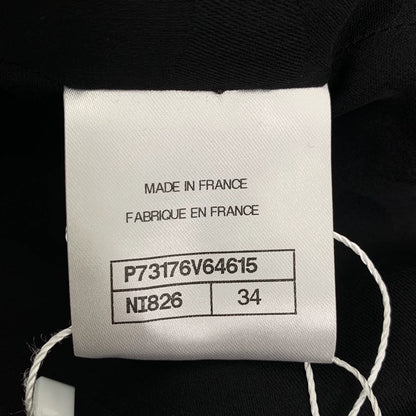 MADE IN FRANCE
FABRIQUE EN FRANCE
P73176V64615
NI826 34